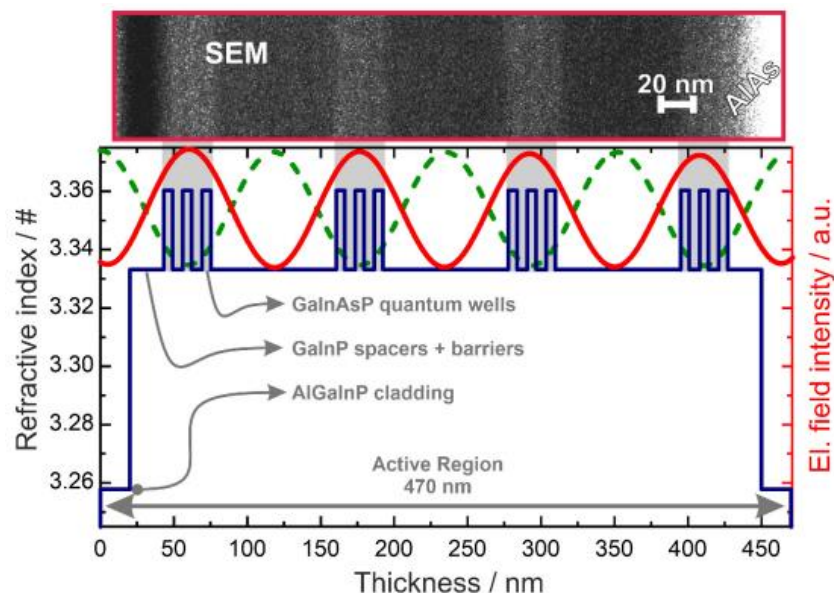 SEM
20 nm
AlAs
3.36
3.34
3.32
3.30
3.28
3.26
Refractive index / #
El. field intensity / a.u.
GaInAsP quantum wells
GaInP spacers + barriers
AlGaInP cladding
Active Region
470 nm
0 50 100 150 200 250 300 350 400 450
Thickness / nm